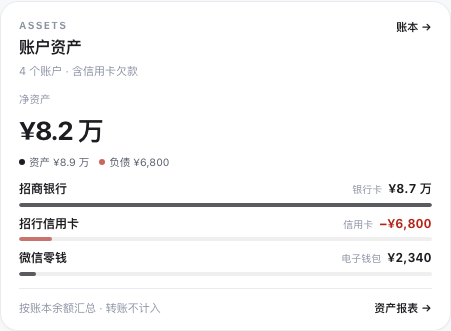 ASSETS
账户资产
账本 →
4 个账户 · 含信用卡欠款
净资产
¥8.2 万
资产 ¥8.9 万 负债 ¥6,800
招商银行 银行卡 ¥8.7 万
招行信用卡 信用卡 −¥6,800
微信零钱 电子钱包 ¥2,340
按账本余额汇总 · 转账不计入 资产报表 →